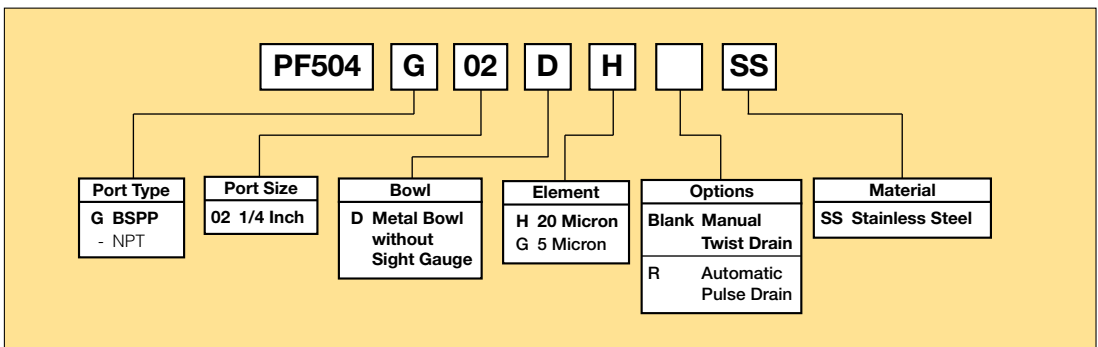 PF504 G 02 D H SS
Port Type
G BSPP
- NPT
Port Size
02 1/4 Inch
Bowl
D Metal Bowl
without
Sight Gauge
Element
H 20 Micron
G 5 Micron
Options
Blank Manual
Twist Drain
R Automatic
Pulse Drain
Material
SS Stainless Steel